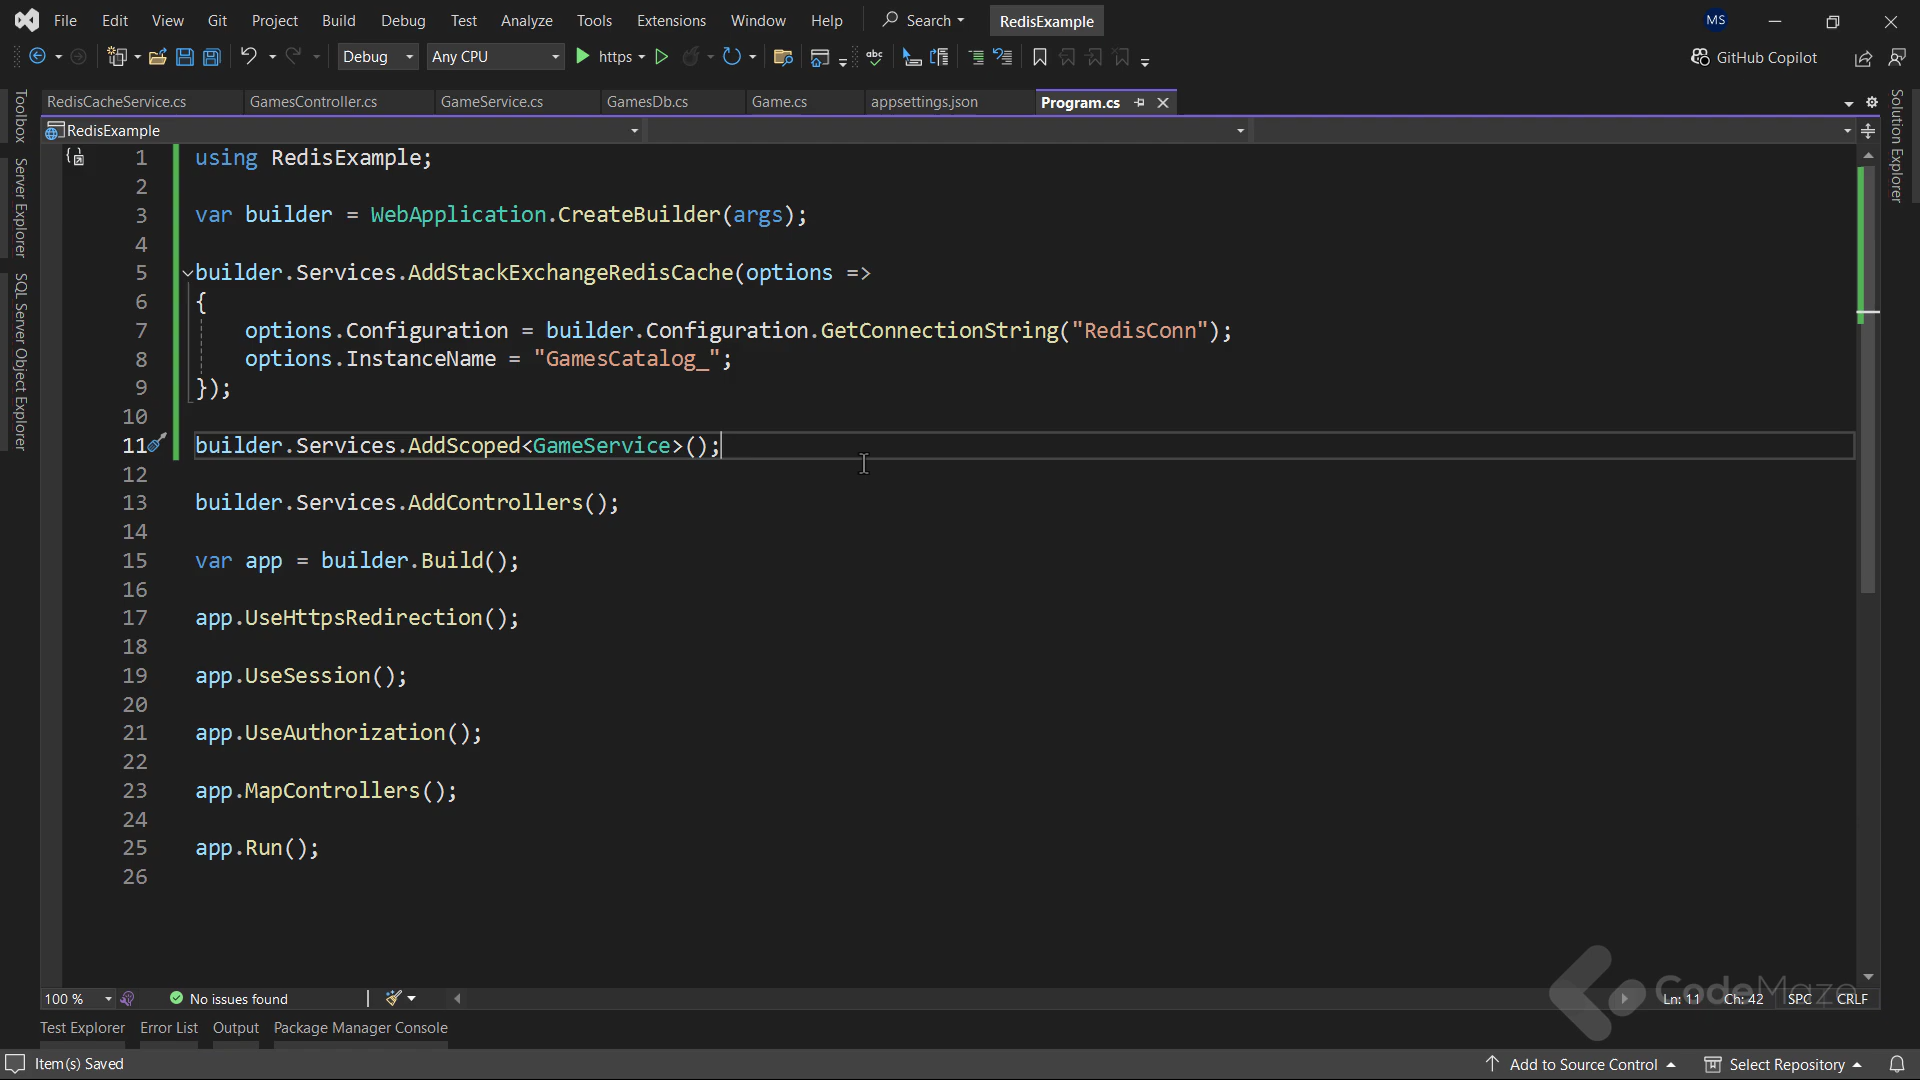 File Edit View Git Project Build Debug Test Analyze Tools Extensions Window Help Search RedisExample MS
Debug Any CPU https abc GitHub Copilot
RedisCacheService.cs GamesController.cs GameService.cs GamesDb.cs Game.cs appsettings.json Program.cs
RedisExample
Toolbox
Server Explorer
SQL Server Object Explorer
Solution Explorer
1 using RedisExample;
2
3 var builder = WebApplication.CreateBuilder(args);
4
5 builder.Services.AddStackExchangeRedisCache(options =>
6 {
7 options.Configuration = builder.Configuration.GetConnectionString("RedisConn");
8 options.InstanceName = "GamesCatalog_";
9 });
10
11 builder.Services.AddScoped<GameService>();
12
13 builder.Services.AddControllers();
14
15 var app = builder.Build();
16
17 app.UseHttpsRedirection();
18
19 app.UseSession();
20
21 app.UseAuthorization();
22
23 app.MapControllers();
24
25 app.Run();
26
100 % No issues found Ln: 11 Ch: 42 SPC CRLF
CodeMaze
Test Explorer Error List Output Package Manager Console
Item(s) Saved Add to Source Control Select Repository